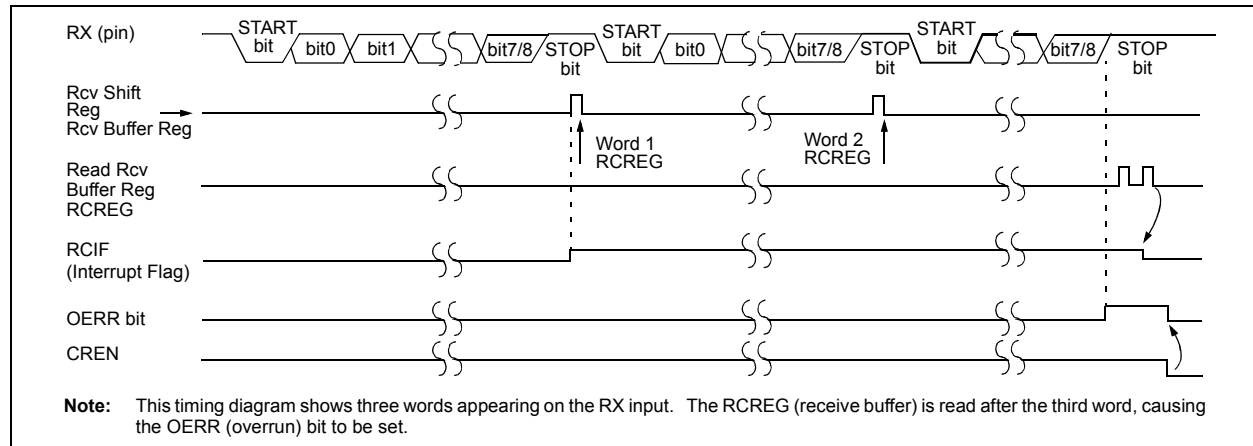 RX (pin)
START
bit
bit0
bit1
bit7/8
STOP
bit
START
bit
bit0
bit7/8
STOP
bit
START
bit
bit7/8
STOP
bit
Rcv Shift
Reg
Rcv Buffer Reg
Word 1
RCREG
Word 2
RCREG
Read Rcv
Buffer Reg
RCREG
RCIF
(Interrupt Flag)
OERR bit
CREN
Note: This timing diagram shows three words appearing on the RX input. The RCREG (receive buffer) is read after the third word, causing
the OERR (overrun) bit to be set.